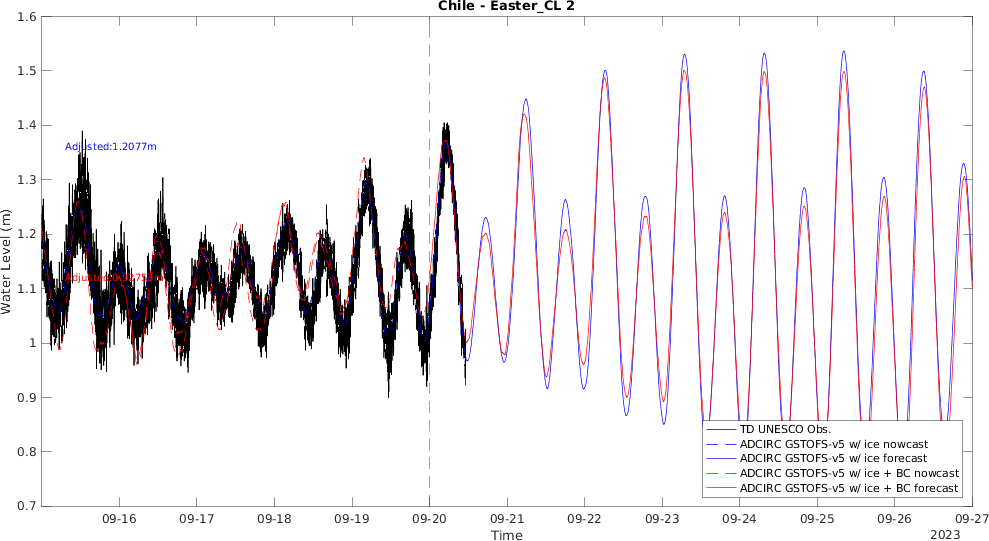 Chile - Easter_CL 2
1.6
1.5
1.4
1.3
1.2
1.1
1
0.9
0.8
0.7
Water Level (m)
Adjusted:1.2077m
TD UNESCO Obs.
ADCIRC GSTOFS-v5 w/ ice nowcast
ADCIRC GSTOFS-v5 w/ ice forecast
ADCIRC GSTOFS-v5 w/ ice + BC nowcast
ADCIRC GSTOFS-v5 w/ ice + BC forecast
09-16
09-17
09-18
09-19
09-20
09-21
09-22
09-23
09-24
09-25
09-26
09-27
Time
2023